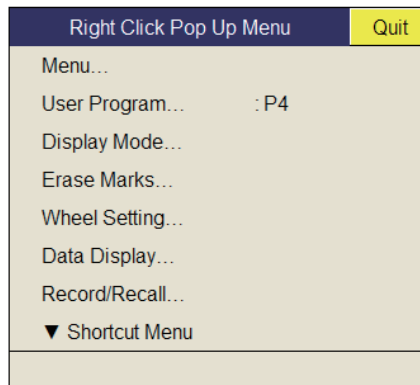 Right Click Pop Up Menu Quit
Menu...
User Program... : P4
Display Mode...
Erase Marks...
Wheel Setting...
Data Display...
Record/Recall...
▼ Shortcut Menu